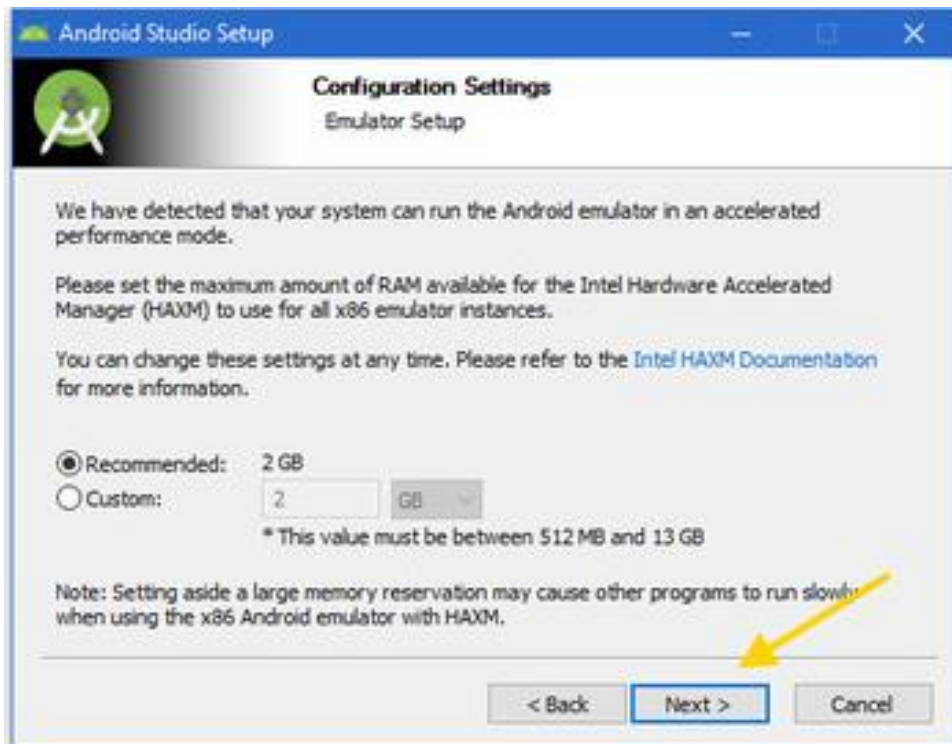 Android Studio Setup
Configuration Settings
Emulator Setup
We have detected that your system can run the Android emulator in an accelerated
performance mode.
Please set the maximum amount of RAM available for the Intel Hardware Accelerated
Manager (HAXM) to use for all x86 emulator instances.
You can change these settings at any time. Please refer to the Intel HAXM Documentation
for more information.
Recommended: 2 GB
Custom: 2 GB
* This value must be between 512 MB and 13 GB
Note: Setting aside a large memory reservation may cause other programs to run slowly
when using the x86 Android emulator with HAXM.
< Back Next > Cancel